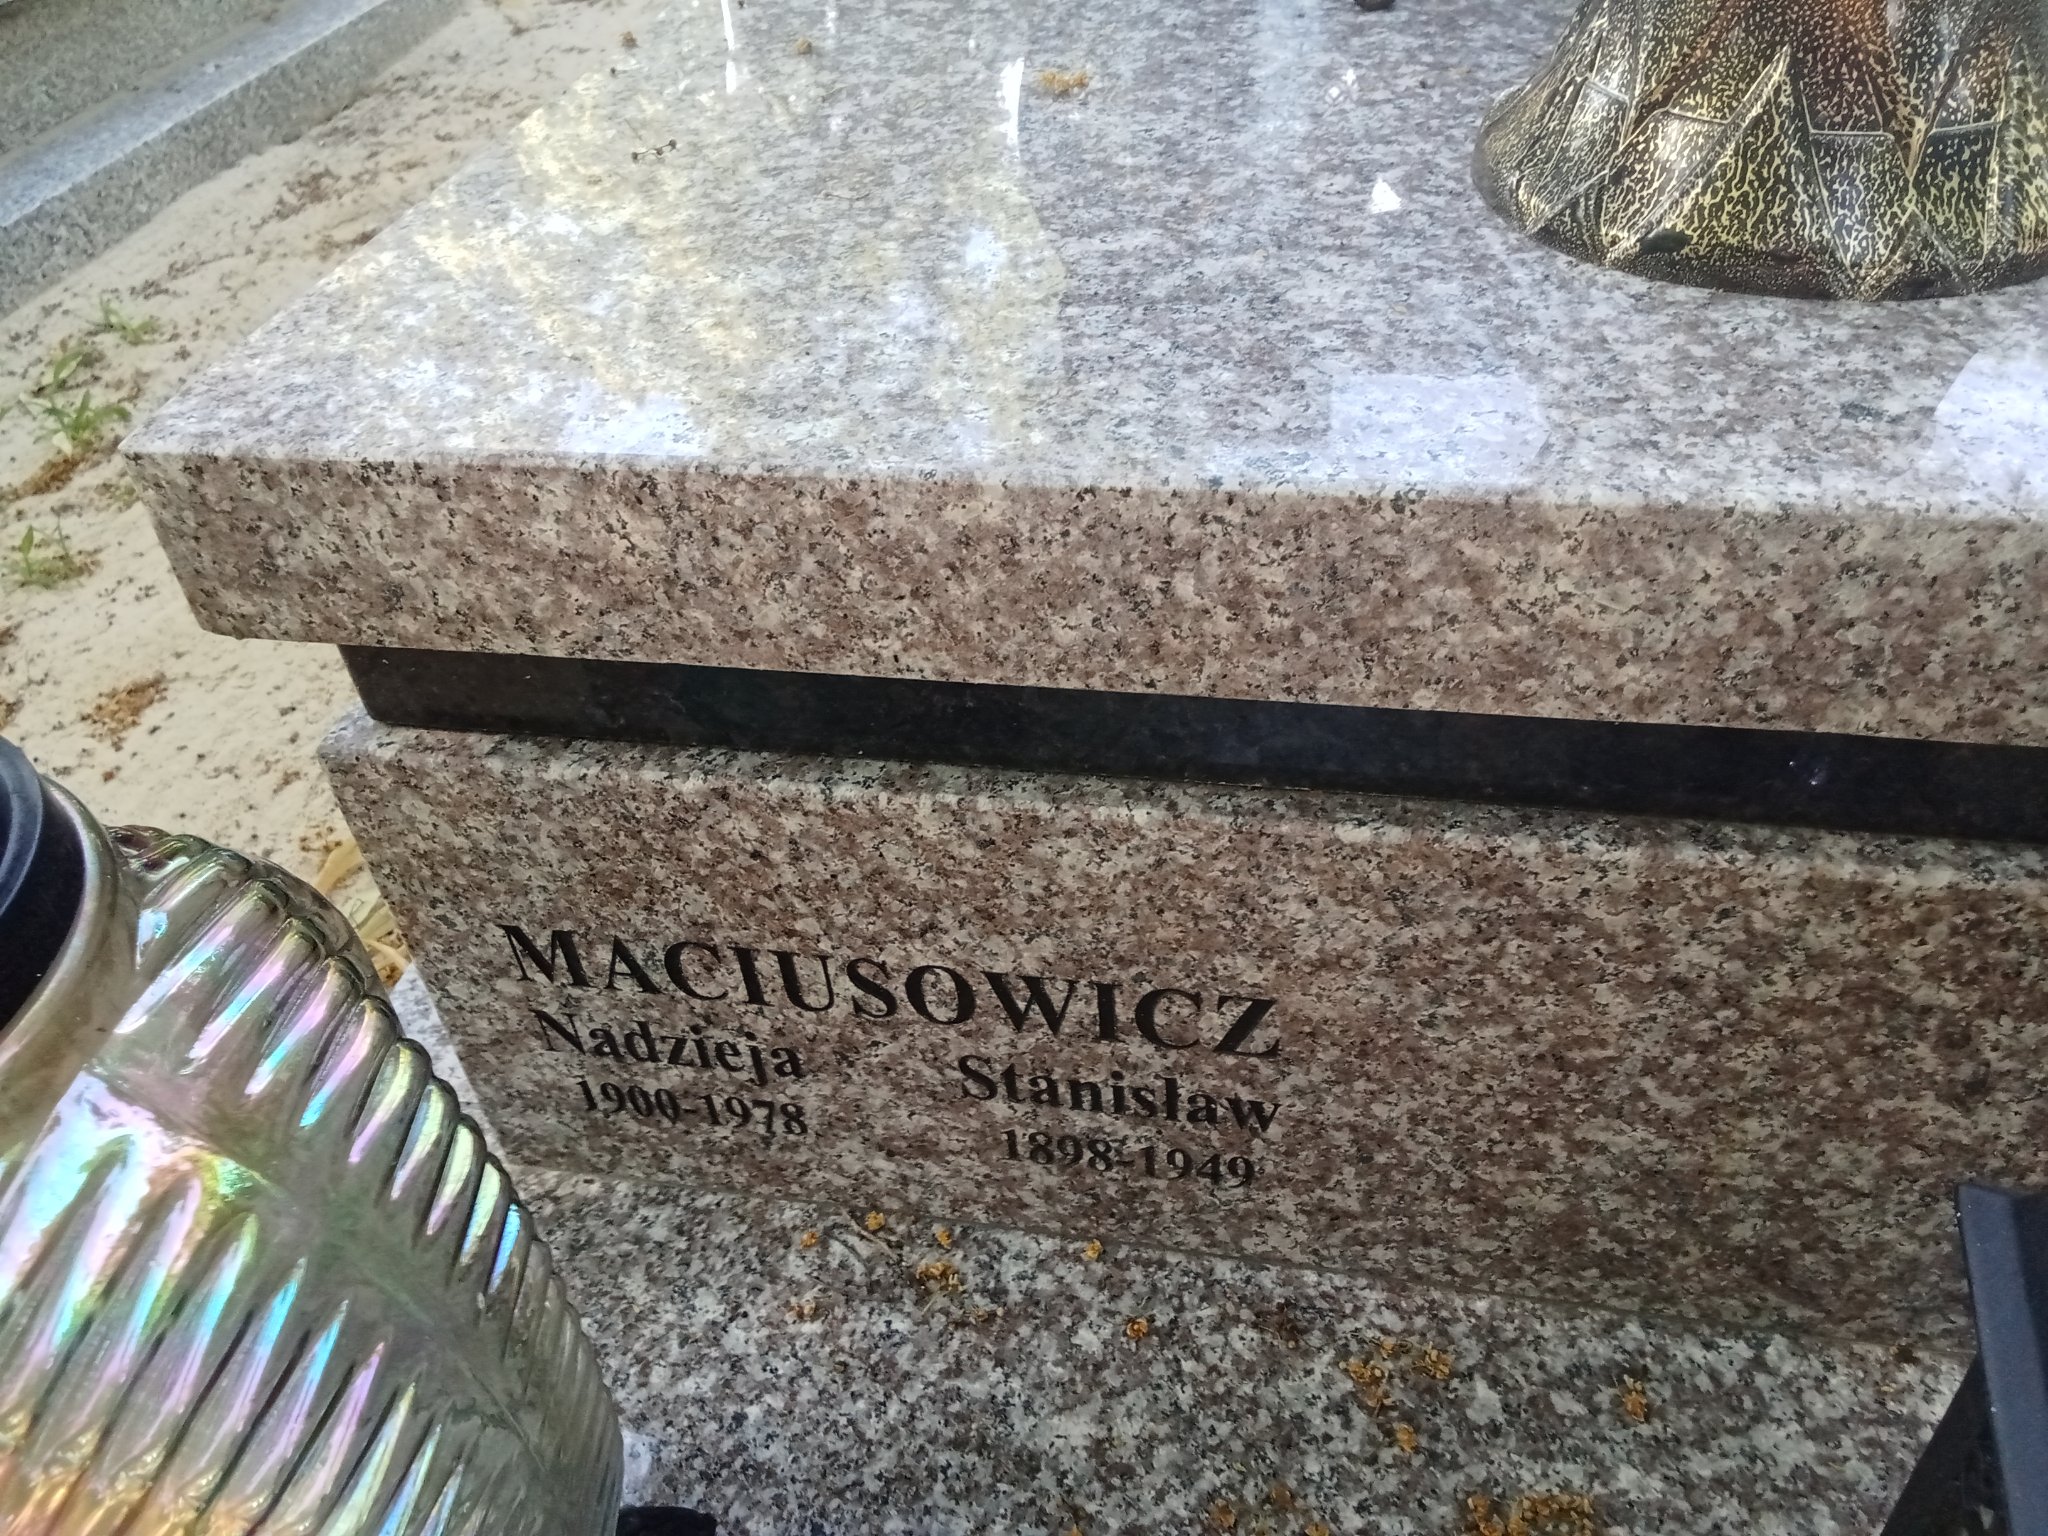 MACIUSOWICZ
Nadzieja Stanisław
1900-1978 1898-1949